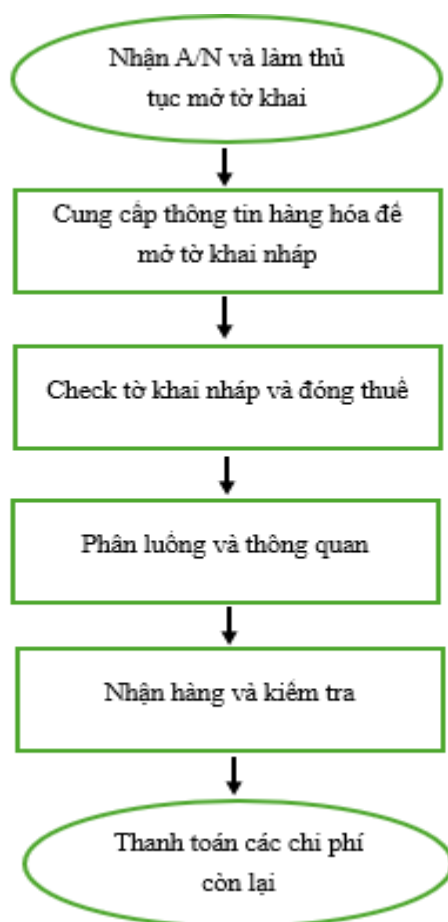 Nhận A/N và làm thủ
tục mở tờ khai
Cung cấp thông tin hàng hóa để
mở tờ khai nháp
Check tờ khai nháp và đóng thuế
Phân luồng và thông quan
Nhận hàng và kiểm tra
Thanh toán các chi phí
còn lại